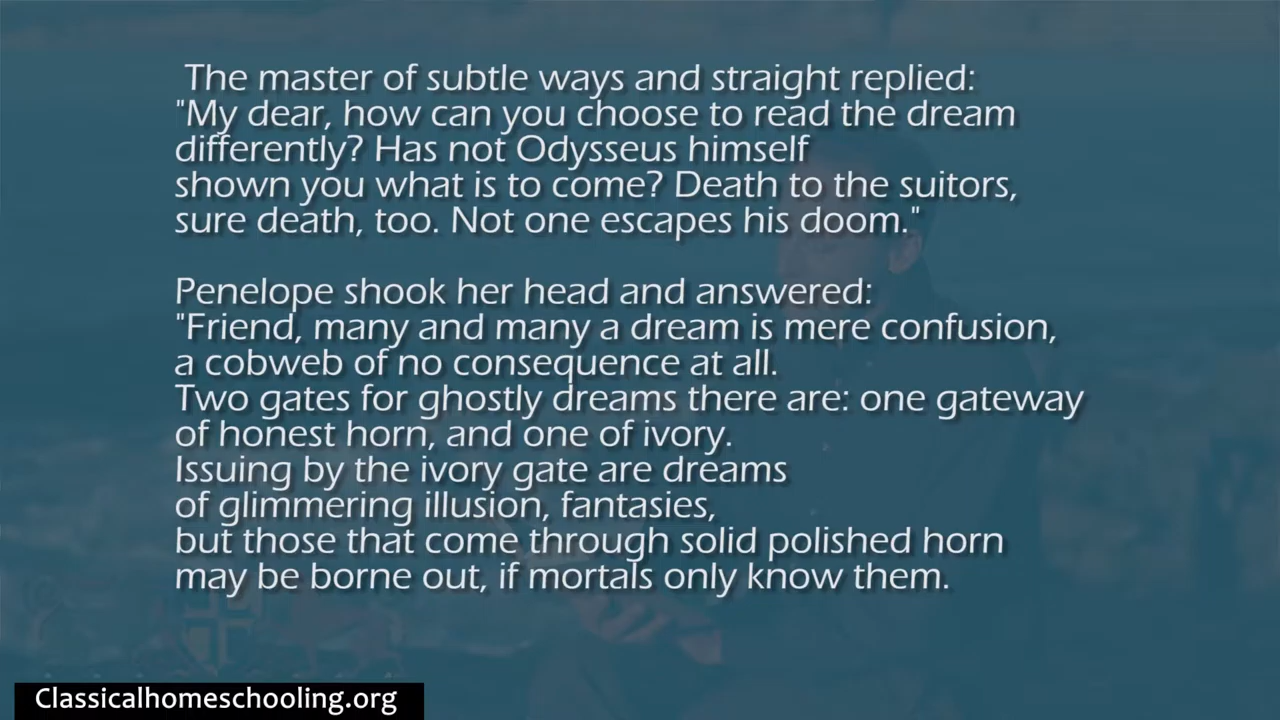 The master of subtle ways and straight replied:
"My dear, how can you choose to read the dream
differently? Has not Odysseus himself
shown you what is to come? Death to the suitors,
sure death, too. Not one escapes his doom."
Penelope shook her head and answered:
"Friend, many and many a dream is mere confusion,
a cobweb of no consequence at all.
Two gates for ghostly dreams there are: one gateway
of honest horn, and one of ivory.
Issuing by the ivory gate are dreams
of glimmering illusion, fantasies,
but those that come through solid polished horn
may be borne out, if mortals only know them.
Classicalhomeschooling.org